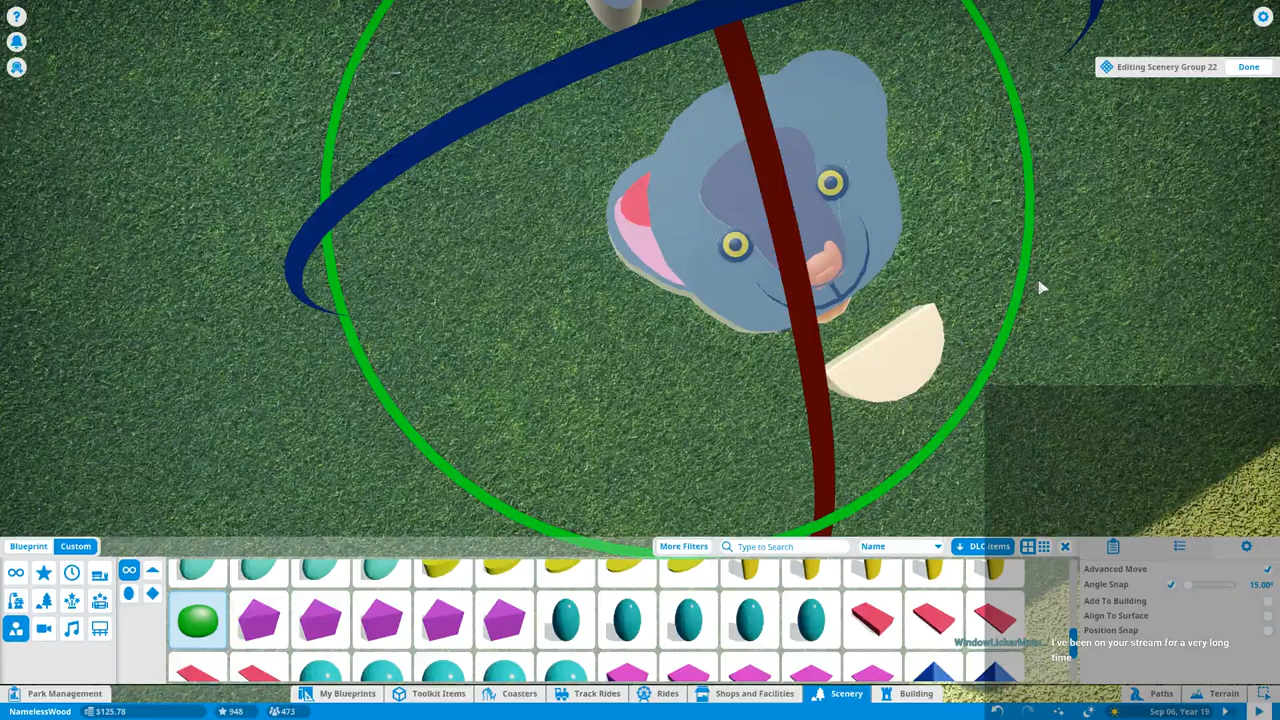 ?
Editing Scenery Group 22 Done
Blueprint Custom More Filters Type to Search Name DLC items
Advanced Move
Angle Snap 15.00°
Add To Building
Align To Surface
Position Snap
I've been on your stream for a very long
time
Park Management My Blueprints Toolkit Items Coasters Track Rides Rides Shops and Facilities Scenery Building Paths Terrain
NamelessWood $125.78 948 473 Sep 06, Year 19